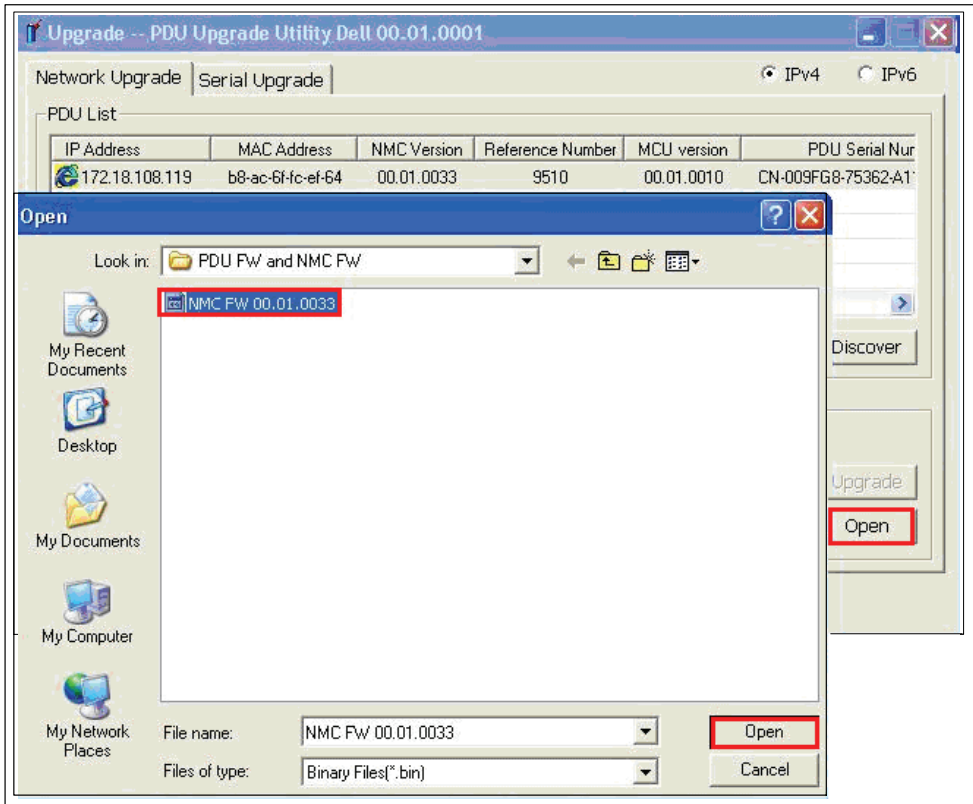 Upgrade -- PDU Upgrade Utility Dell 00.01.0001
Network Upgrade Serial Upgrade IPv4 IPv6
PDU List
IP Address MAC Address NMC Version Reference Number MCU version PDU Serial Nur
172.18.108.119 b8-ac-6f-fc-ef-64 00.01.0033 9510 00.01.0010 CN-009FG8-75362-A1
Open
Look in: PDU FW and NMC FW
NMC FW 00.01.0033
My Recent
Documents
Discover
Desktop
Upgrade
My Documents
Open
My Computer
My Network
Places
File name: NMC FW 00.01.0033 Open
Files of type: Binary Files(*.bin) Cancel